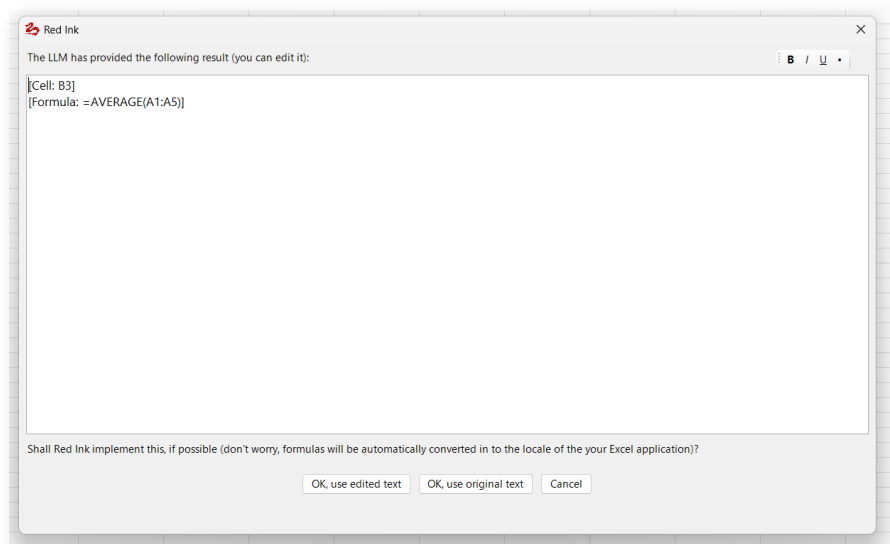 Red Ink
The LLM has provided the following result (you can edit it):
B I U
[Cell: B3]
[Formula: =AVERAGE(A1:A5)]
Shall Red Ink implement this, if possible (don't worry, formulas will be automatically converted in to the locale of the your Excel application)?
OK, use edited text OK, use original text Cancel